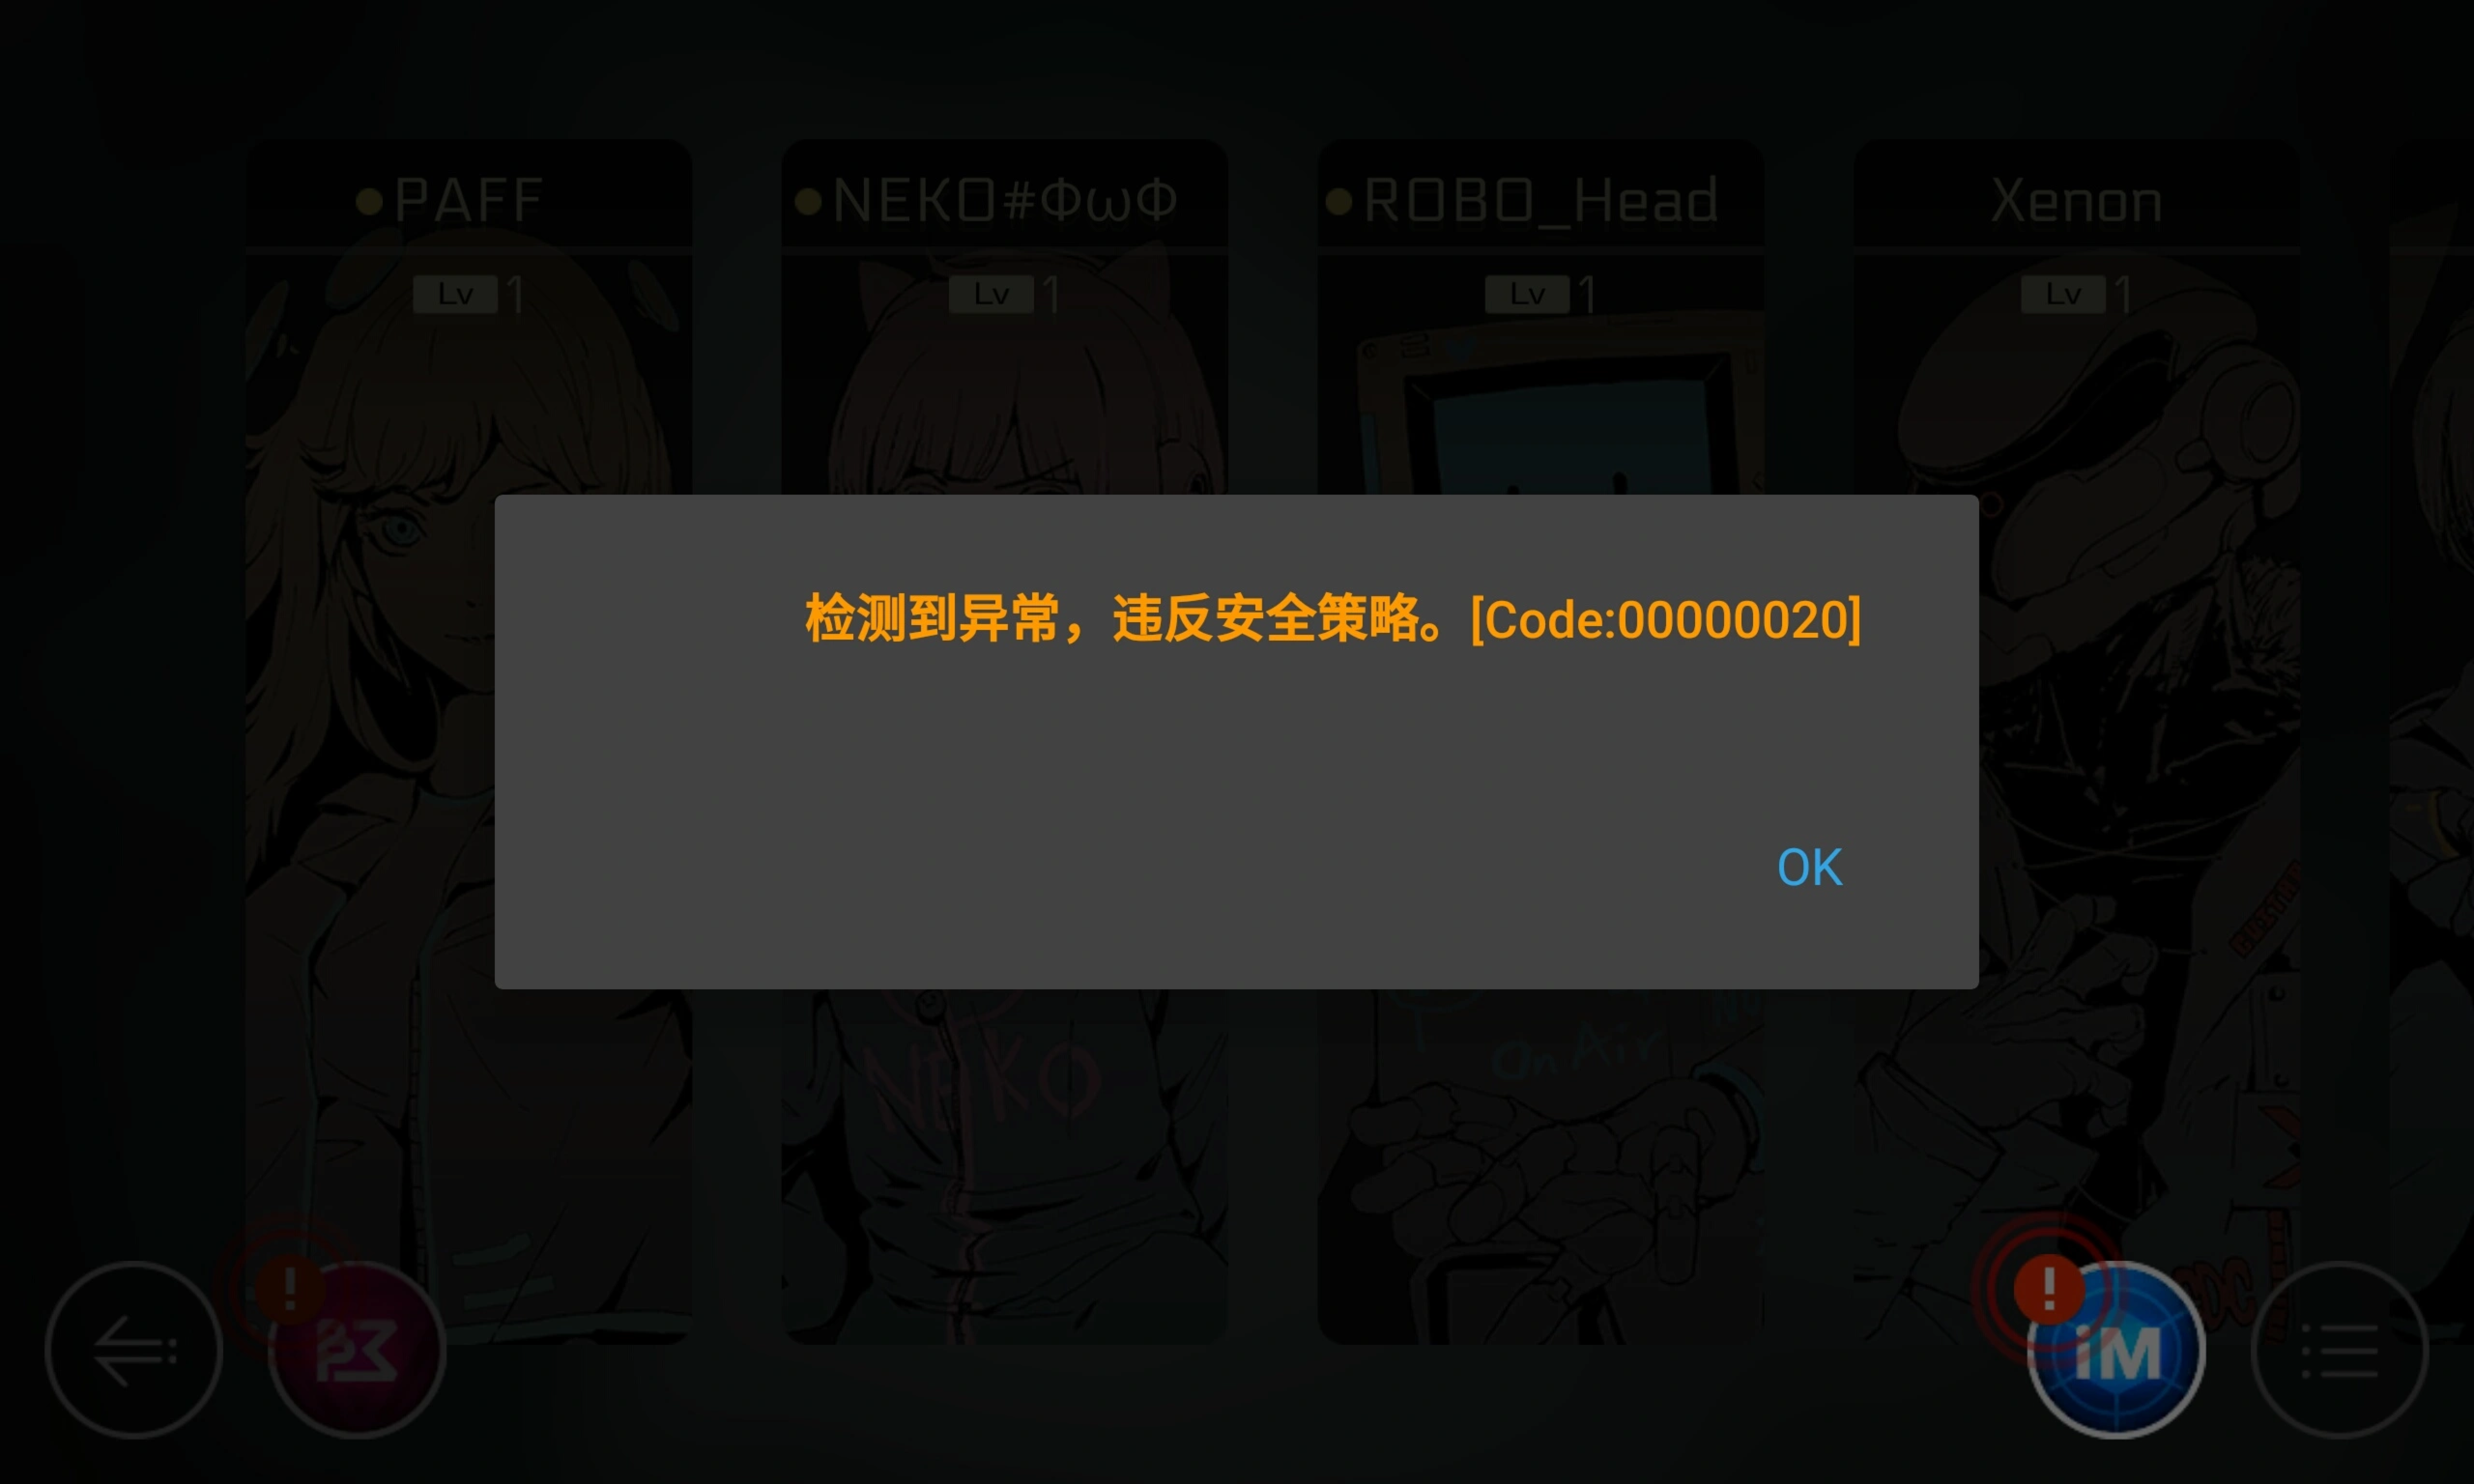 PAFF
NEKO#ΦωΦ
ROBO_Head
Xenon
Lv 1
Lv 1
Lv 1
Lv 1
检测到异常，违反安全策略。[Code:00000020]
OK
NEKO
On Air
iM